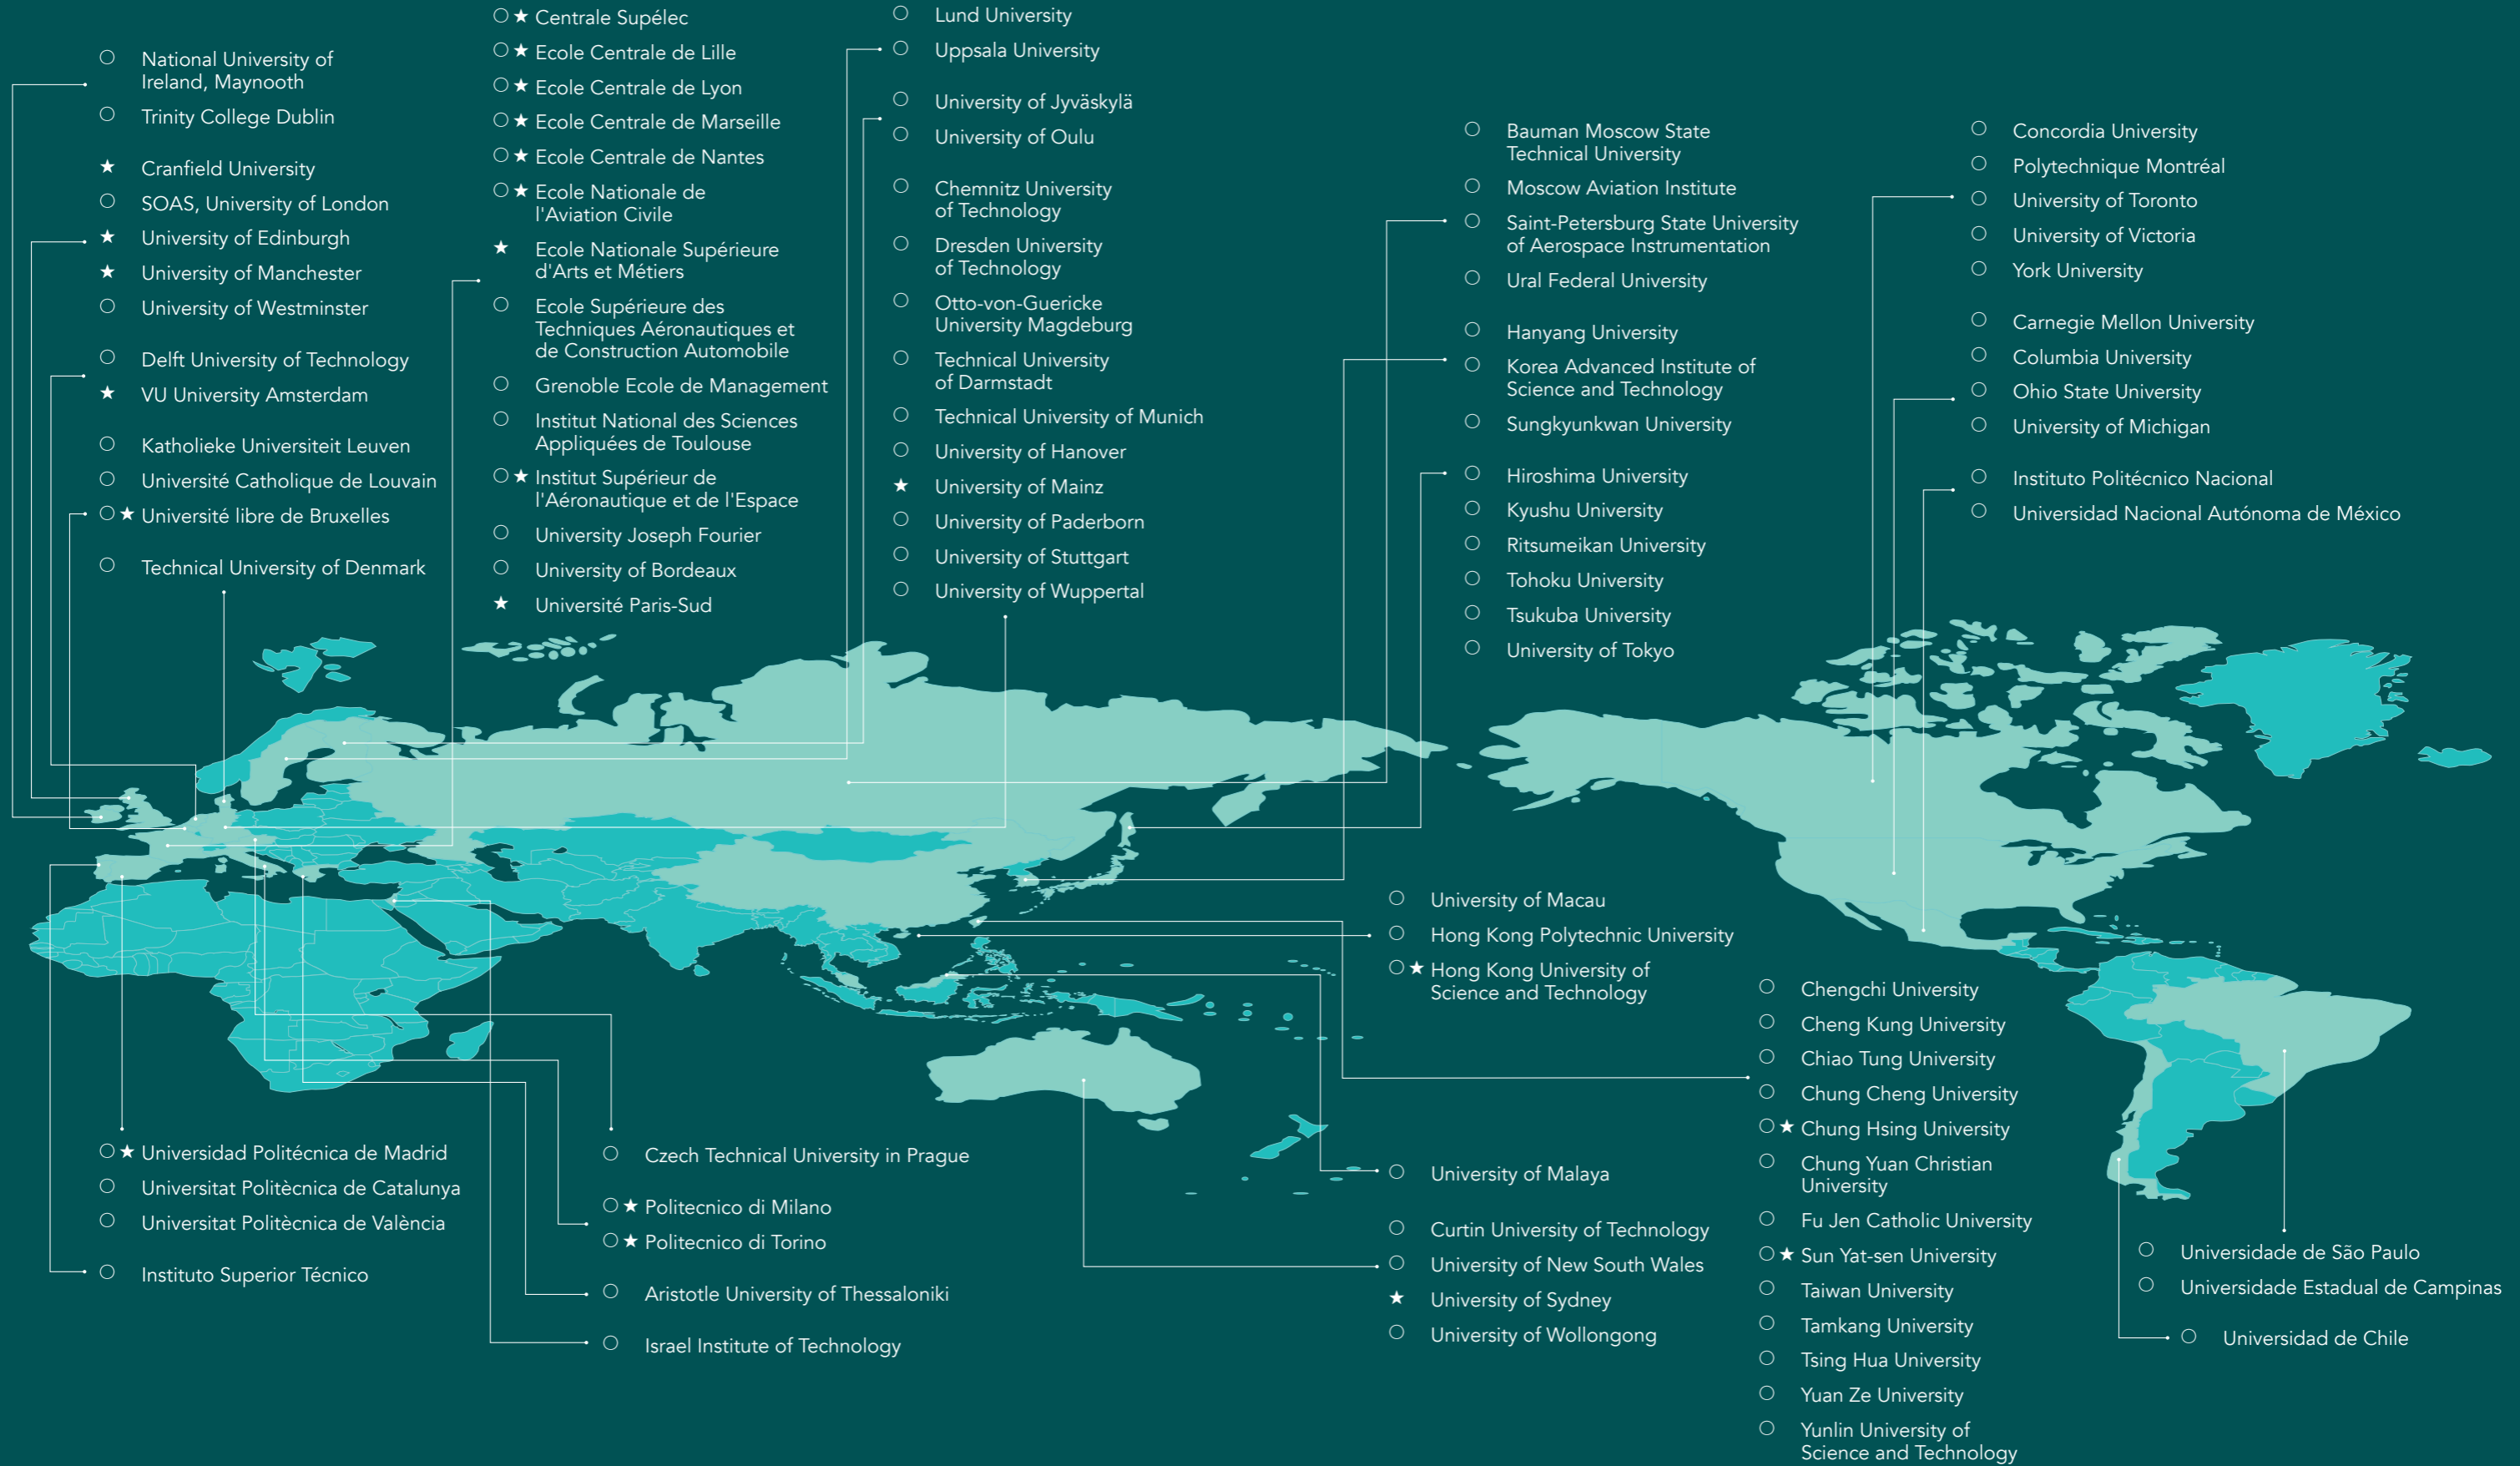 National University of
Ireland, Maynooth
Trinity College Dublin
Cranfield University
SOAS, University of London
University of Edinburgh
University of Manchester
University of Westminster
Delft University of Technology
VU University Amsterdam
Katholieke Universiteit Leuven
Université Catholique de Louvain
Université libre de Bruxelles
Technical University of Denmark
Centrale Supélec
Ecole Centrale de Lille
Ecole Centrale de Lyon
Ecole Centrale de Marseille
Ecole Centrale de Nantes
Ecole Nationale de
l'Aviation Civile
Ecole Nationale Supérieure
d'Arts et Métiers
Ecole Supérieure des
Techniques Aéronautiques et
de Construction Automobile
Grenoble Ecole de Management
Institut National des Sciences
Appliquées de Toulouse
Institut Supérieur de
l'Aéronautique et de l'Espace
University Joseph Fourier
University of Bordeaux
Université Paris-Sud
Lund University
Uppsala University
University of Jyväskylä
University of Oulu
Chemnitz University
of Technology
Dresden University
of Technology
Otto-von-Guericke
University Magdeburg
Technical University
of Darmstadt
Technical University of Munich
University of Hanover
University of Mainz
University of Paderborn
University of Stuttgart
University of Wuppertal
Bauman Moscow State
Technical University
Moscow Aviation Institute
Saint-Petersburg State University
of Aerospace Instrumentation
Ural Federal University
Hanyang University
Korea Advanced Institute of
Science and Technology
Sungkyunkwan University
Hiroshima University
Kyushu University
Ritsumeikan University
Tohoku University
Tsukuba University
University of Tokyo
Concordia University
Polytechnique Montréal
University of Toronto
University of Victoria
York University
Carnegie Mellon University
Columbia University
Ohio State University
University of Michigan
Instituto Politécnico Nacional
Universidad Nacional Autónoma de México
University of Macau
Hong Kong Polytechnic University
Hong Kong University of
Science and Technology
Chengchi University
Cheng Kung University
Chiao Tung University
Chung Cheng University
Chung Hsing University
Chung Yuan Christian
University
Fu Jen Catholic University
Sun Yat-sen University
Taiwan University
Tamkang University
Tsing Hua University
Yuan Ze University
Yunlin University of
Science and Technology
Universidad Politécnica de Madrid
Universitat Politècnica de Catalunya
Universitat Politècnica de València
Instituto Superior Técnico
Czech Technical University in Prague
Politecnico di Milano
Politecnico di Torino
Aristotle University of Thessaloniki
Israel Institute of Technology
University of Malaya
Curtin University of Technology
University of New South Wales
University of Sydney
University of Wollongong
Universidade de São Paulo
Universidade Estadual de Campinas
Universidad de Chile